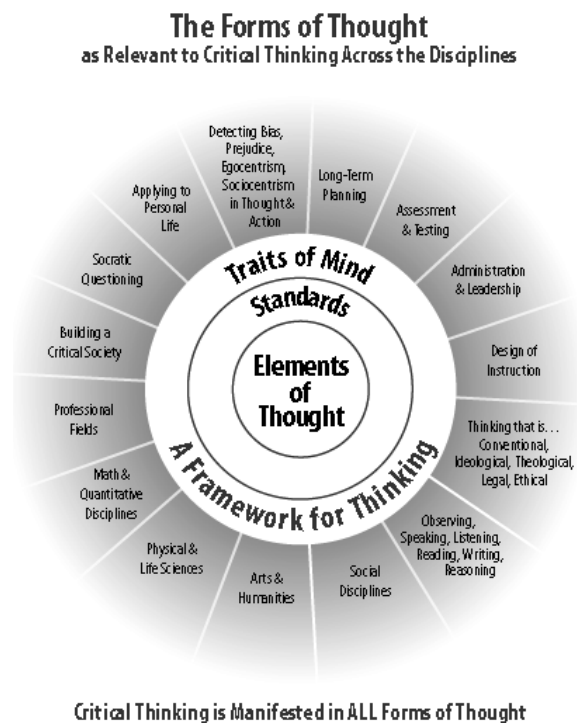 The Forms of Thought
as Relevant to Critical Thinking Across the Disciplines
Detecting Bias,
Prejudice,
Egocentrism,
Sociocentrism
in Thought &
Action
Long-Term
Planning
Assessment
& Testing
Administration
& Leadership
Design of
Instruction
Thinking that is…
Conventional,
Ideological, Theological,
Legal, Ethical
Observing,
Speaking, Listening,
Reading, Writing,
Reasoning
Social
Disciplines
Arts &
Humanities
Physical &
Life Sciences
Math &
Quantitative
Disciplines
Professional
Fields
Building a
Critical Society
Socratic
Questioning
Applying to
Personal
Life
Traits of Mind
Standards
Elements
of
Thought
A Framework for Thinking
Critical Thinking is Manifested in ALL Forms of Thought